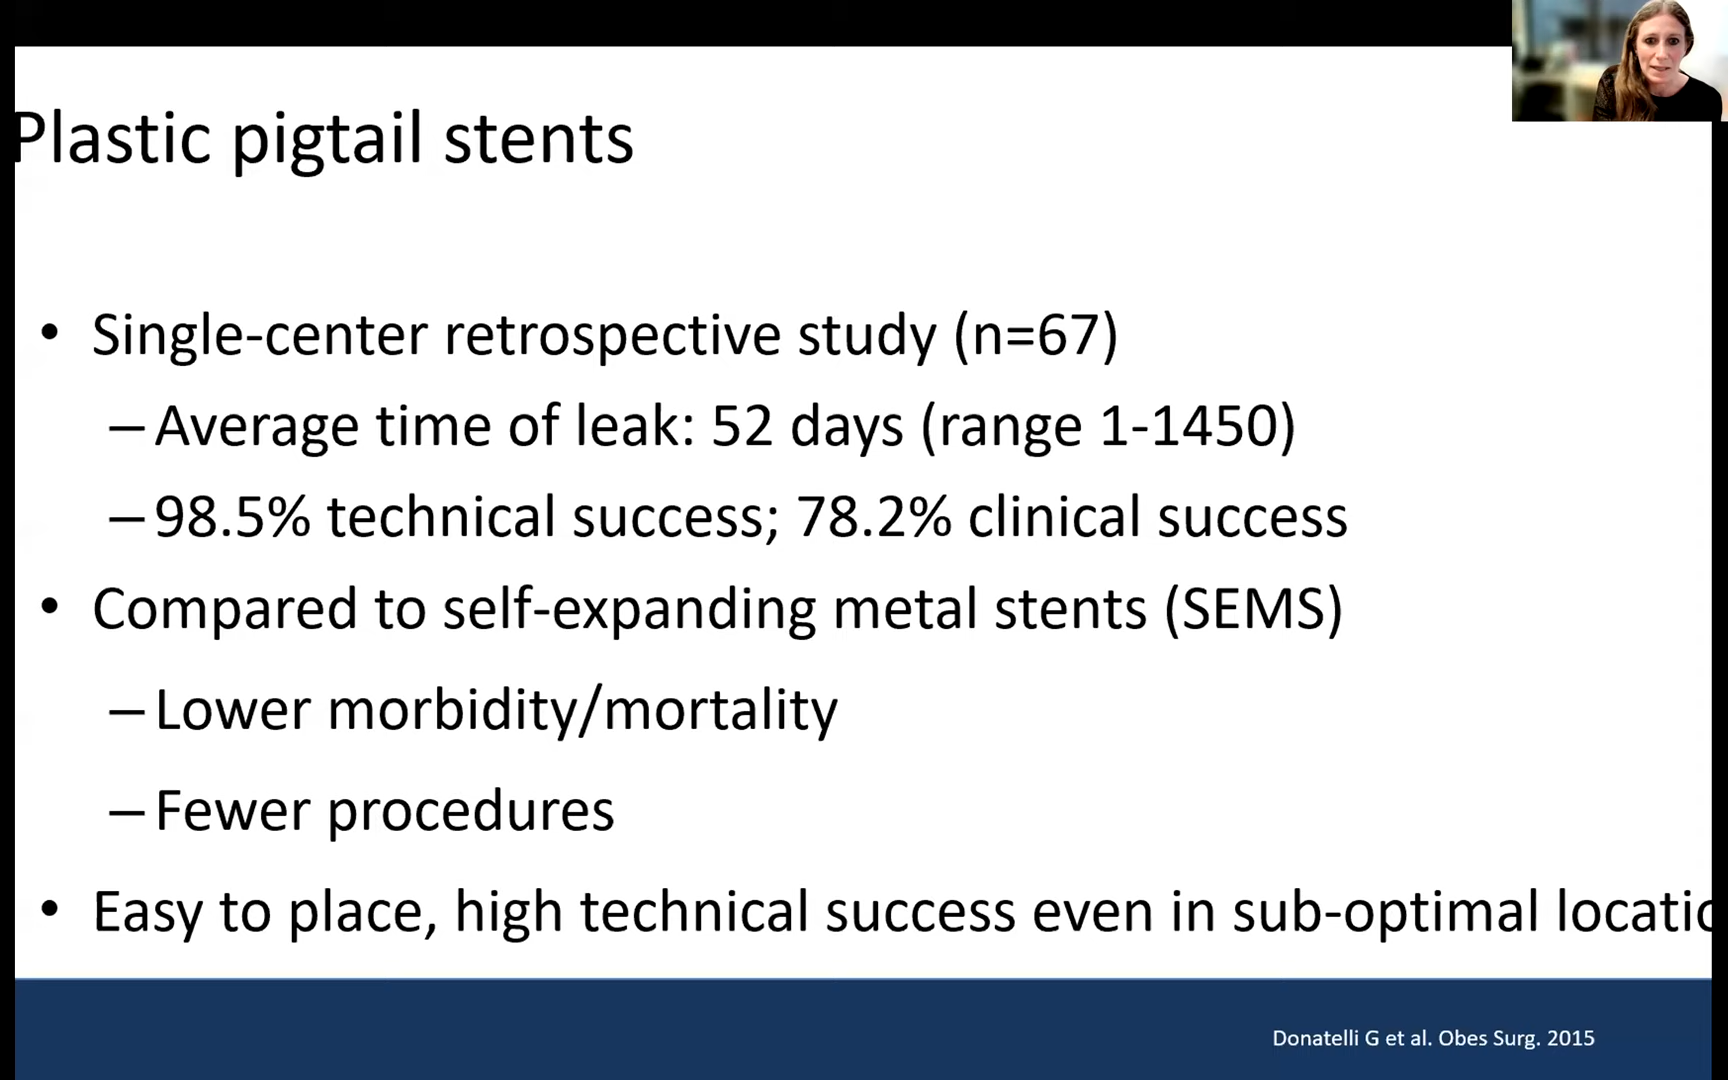 Plastic pigtail stents
• Single-center retrospective study (n=67)
– Average time of leak: 52 days (range 1-1450)
– 98.5% technical success; 78.2% clinical success
• Compared to self-expanding metal stents (SEMS)
– Lower morbidity/mortality
– Fewer procedures
• Easy to place, high technical success even in sub-optimal locatio
Donatelli G et al. Obes Surg. 2015